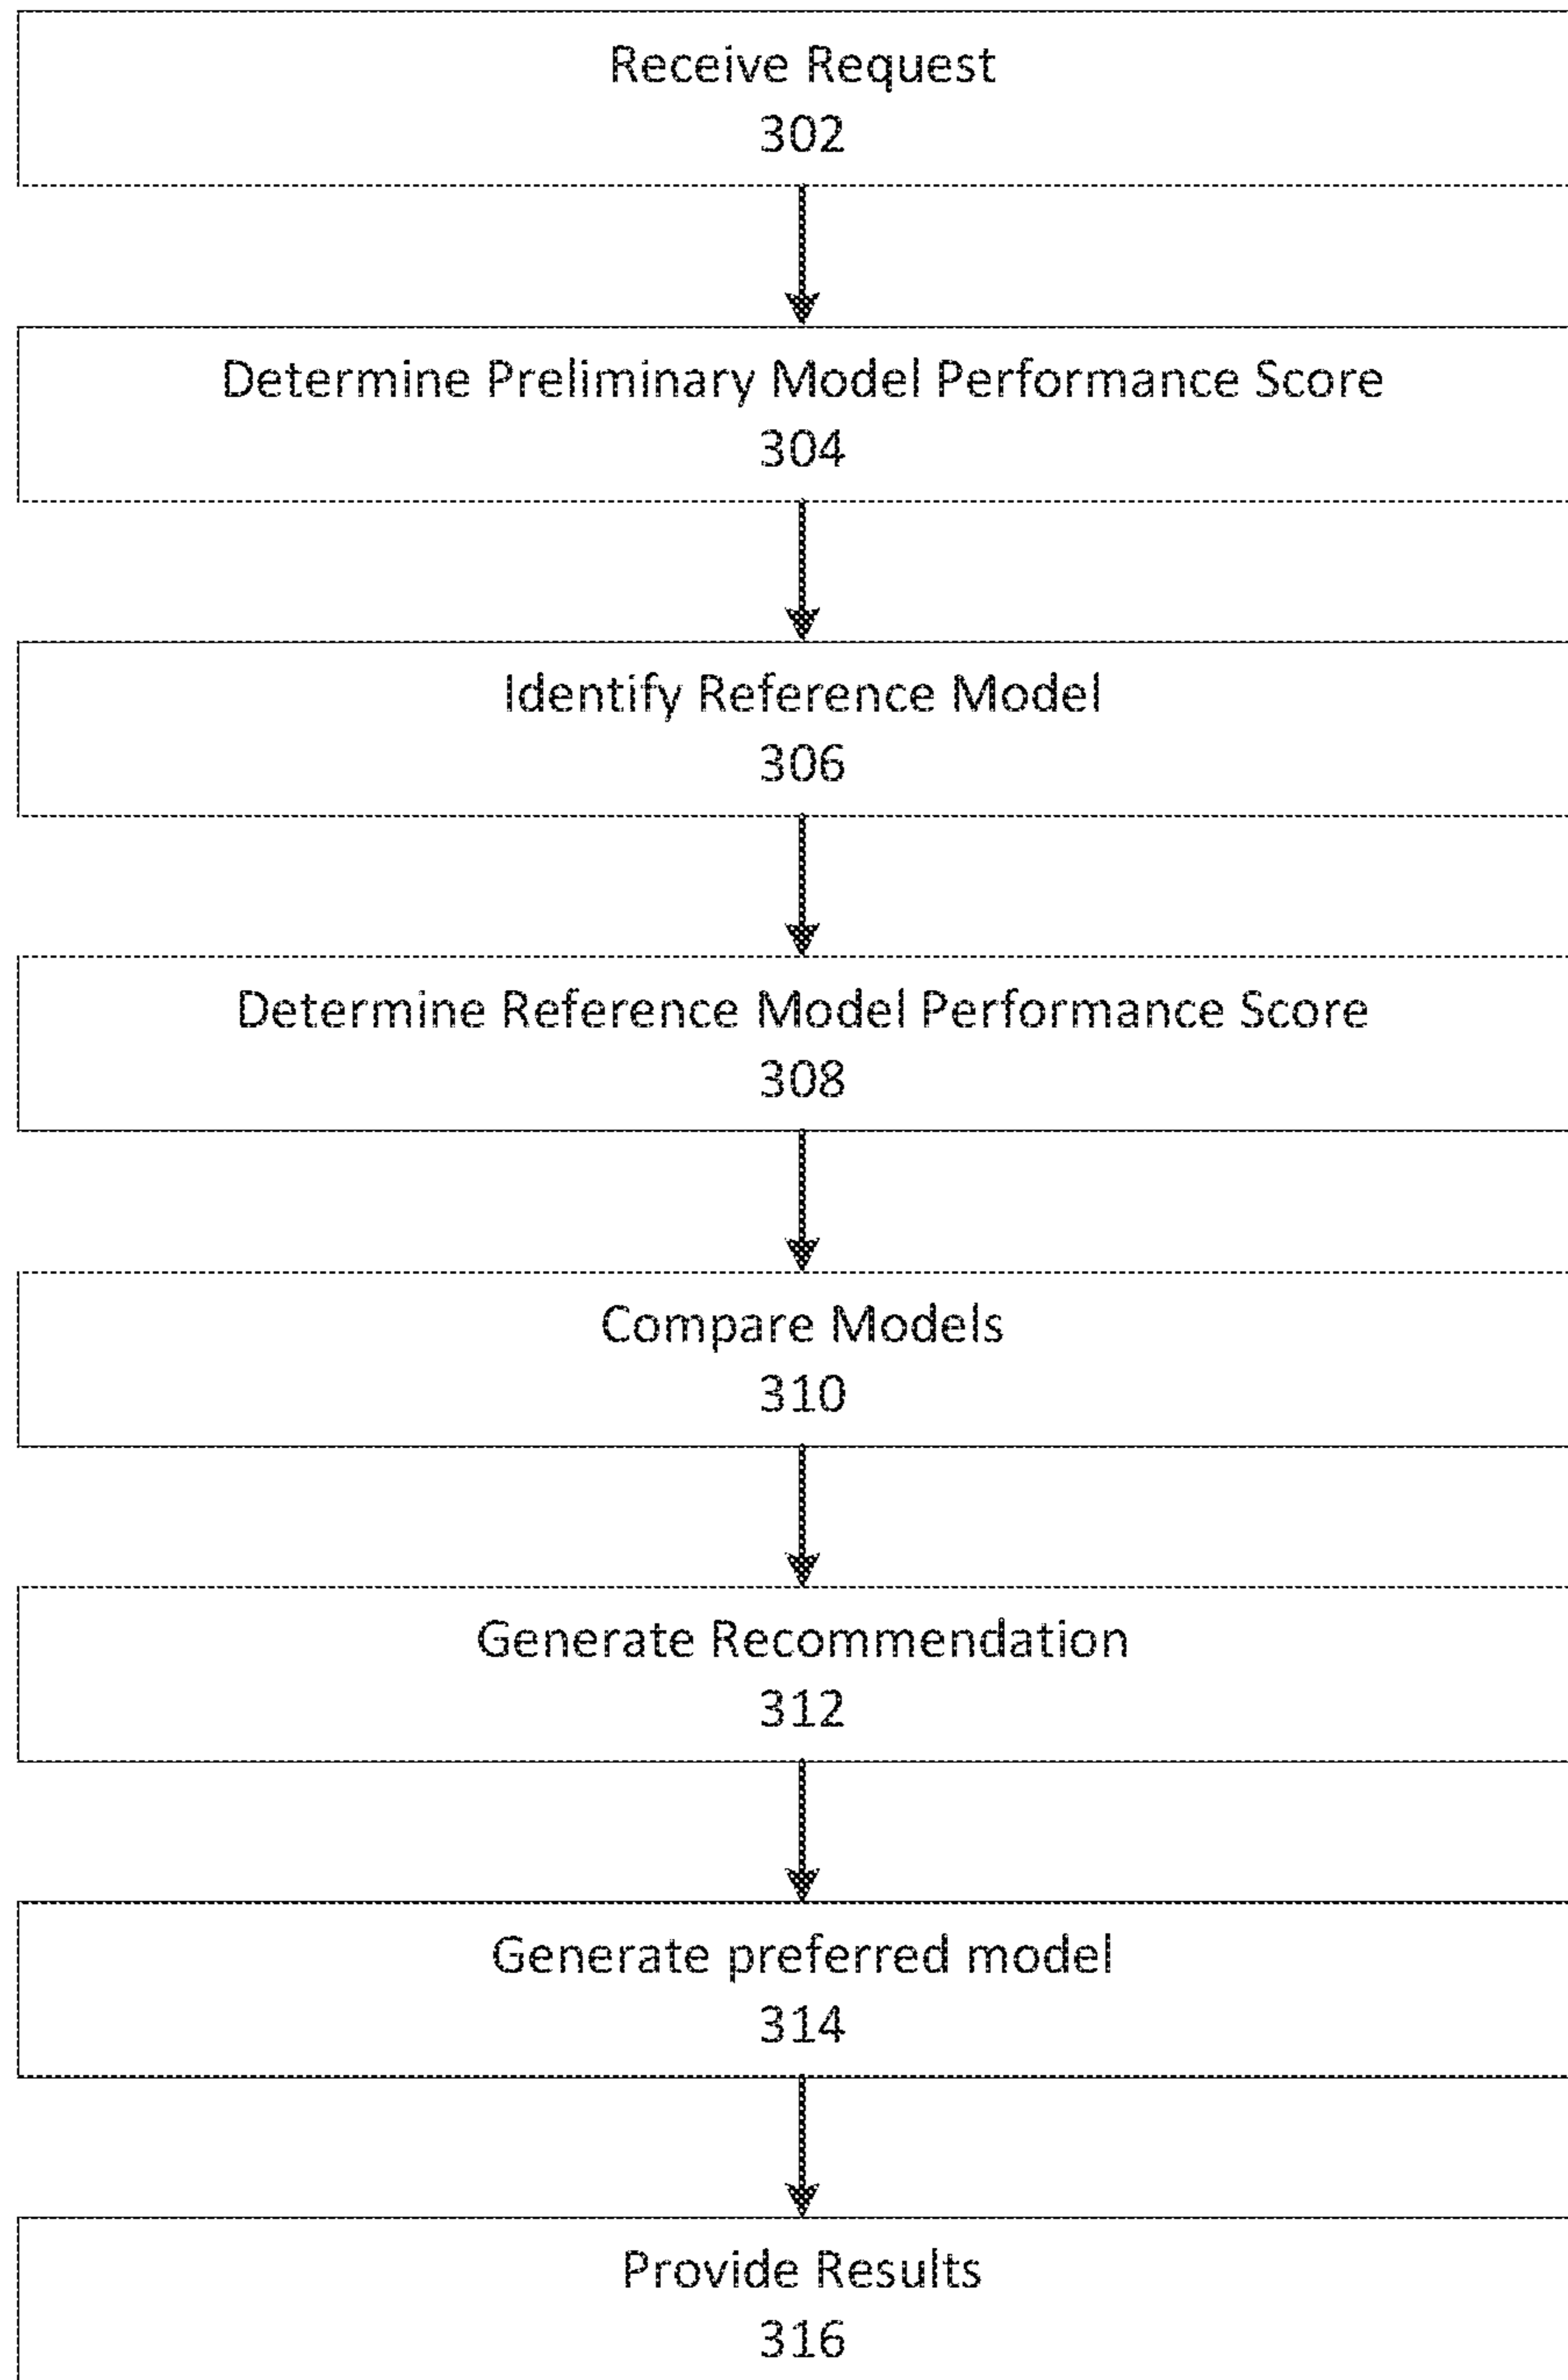 Receive Request
302
Determine Preliminary Model Performance Score
304
Identify Reference Model
306
Determine Reference Model Performance Score
308
Compare Models
310
Generate Recommendation
312
Generate preferred model
314
Provide Results
316